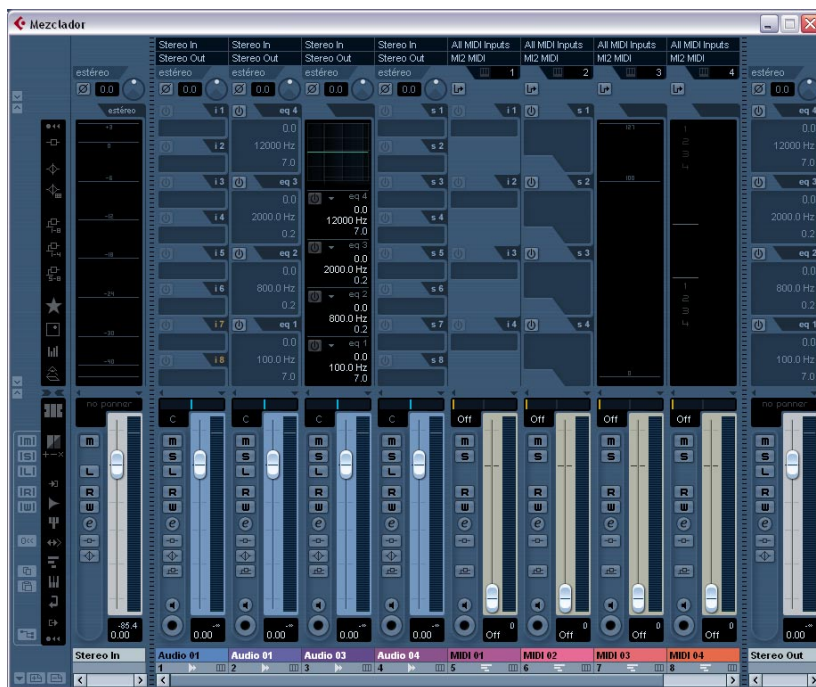 Mezclador
Stereo In Stereo In Stereo In Stereo In All MIDI Inputs All MIDI Inputs All MIDI Inputs All MIDI Inputs
Stereo Out Stereo Out Stereo Out Stereo Out MI2 MIDI MI2 MIDI MI2 MIDI MI2 MIDI
estéreo estéreo estéreo estéreo estéreo 1 2 3 4 estéreo
0.0 0.0 0.0 0.0 0.0 0.0
estéreo i 1 eq 4 s 1 i 1 s 1 eq 4
0.0 0.0
i 2 12000 Hz s 2 12000 Hz
7.0 7.0
i 3 eq 3 s 3 i 2 s 2 eq 3
0.0 0.0
i 4 2000.0 Hz s 4 2000.0 Hz
0.2 0.2
i 5 eq 2 s 5 i 3 s 3 eq 2
0.0 0.0
i 6 800.0 Hz s 6 800.0 Hz
0.2 0.2
i 7 eq 1 s 7 i 4 s 4 eq 1
0.0 0.0
i 8 100.0 Hz s 8 100.0 Hz
7.0 7.0
eq 4
0.0
12000 Hz
7.0
eq 3
0.0
2000.0 Hz
0.2
eq 2
0.0
800.0 Hz
0.2
eq 1
0.0
100.0 Hz
7.0
no panner C C C C Off Off Off Off no panner
m m m m m m m m m m
S S S S S S S S
L L L L L L
R R R R R R R R R R
W W W W W W W W W W
e e e e e e e e e e
[m]
[S]
[L]
[R]
[W]
-85.4 -∞ -∞ -∞ -∞ 0 0 0 0 -∞
0.00 0.00 0.00 0.00 0.00 Off Off Off Off 0.00
Stereo In Audio 01 Audio 01 Audio 03 Audio 04 MIDI 01 MIDI 02 MIDI 03 MIDI 04 Stereo Out
1 2 3 4 5 6 7 8